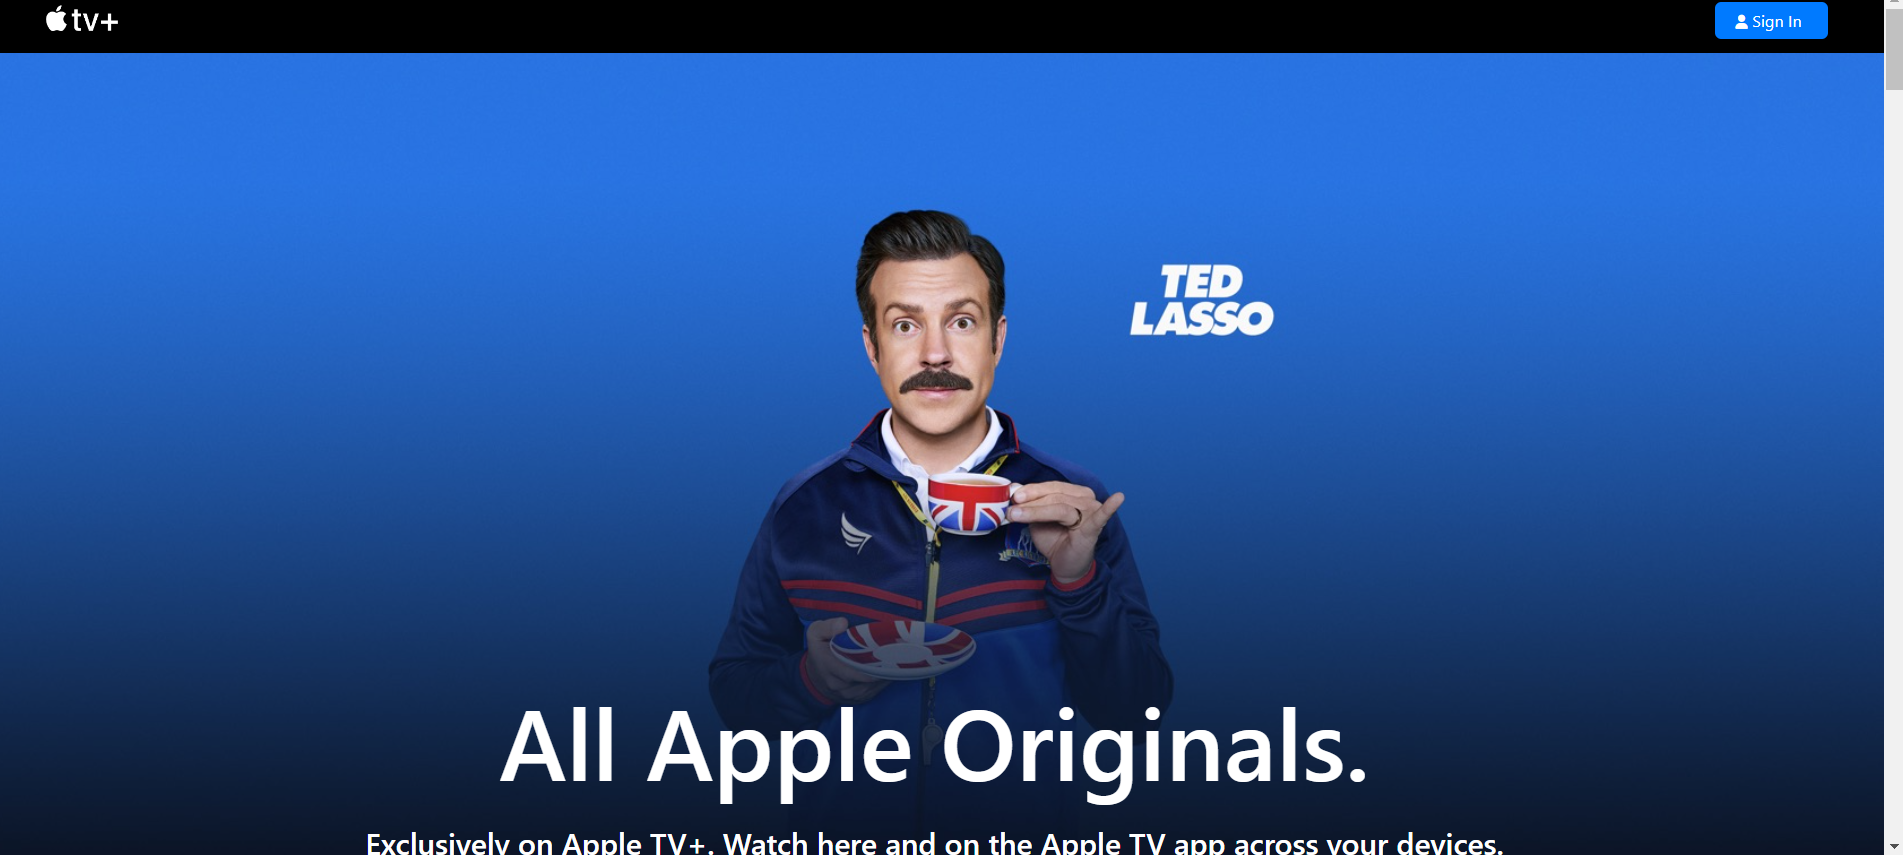 tv+
Sign In
TED
LASSO
All Apple Originals.
Exclusively on Apple TV+. Watch here and on the Apple TV app across your devices.